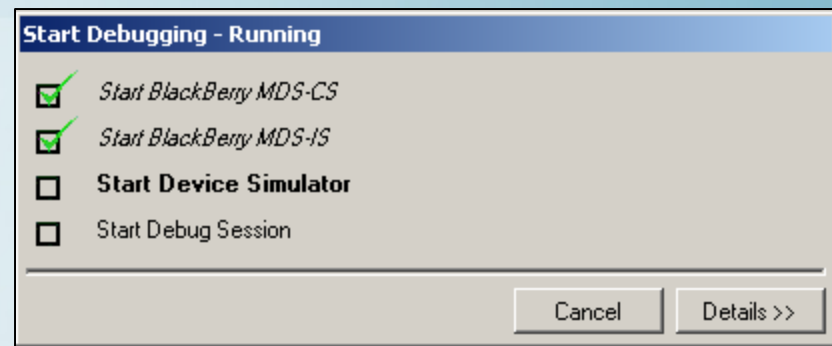 Start Debugging - Running
Start BlackBerry MDS-CS
Start BlackBerry MDS-IS
Start Device Simulator
Start Debug Session
Cancel
Details >>